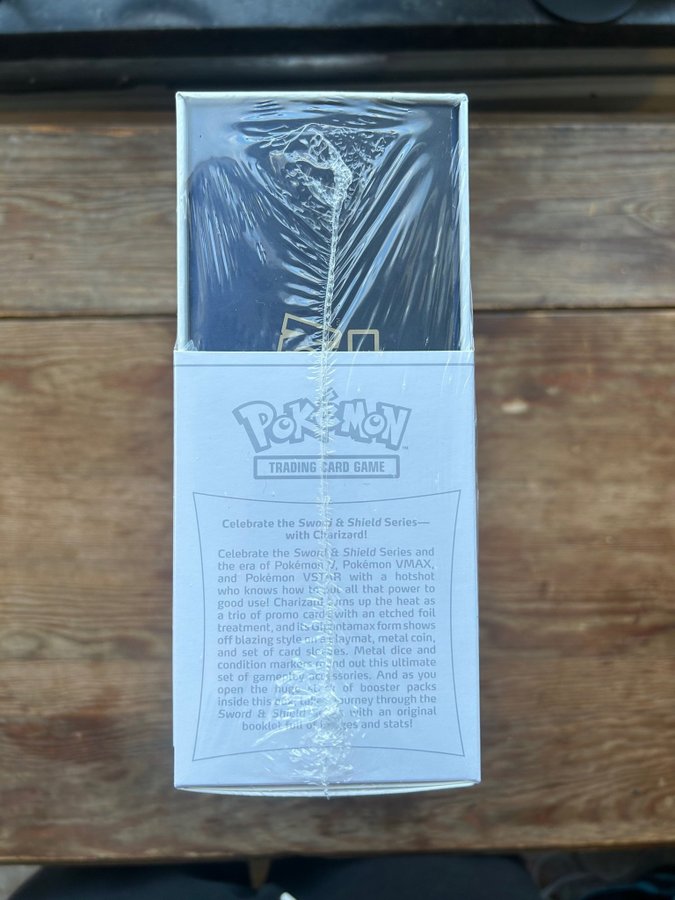 POKÉMON
TRADING CARD GAME
Celebrate the Sword & Shield Series—
with Charizard!
Celebrate the Sword & Shield Series and
the era of Pokémon V, Pokémon VMAX,
and Pokémon VSTAR with a hotshot
who knows how to put all that power to
good use! Charizard turns up the heat as
a trio of promo cards with an etched foil
treatment, and its Gigantamax form shows
off blazing style on a playmat, metal coin,
and set of card sleeves. Metal dice and
condition markers round out this ultimate
set of gameplay accessories. And as you
open the huge stack of booster packs
inside this box, take a journey through the
Sword & Shield Series with an original
booklet full of images and stats!